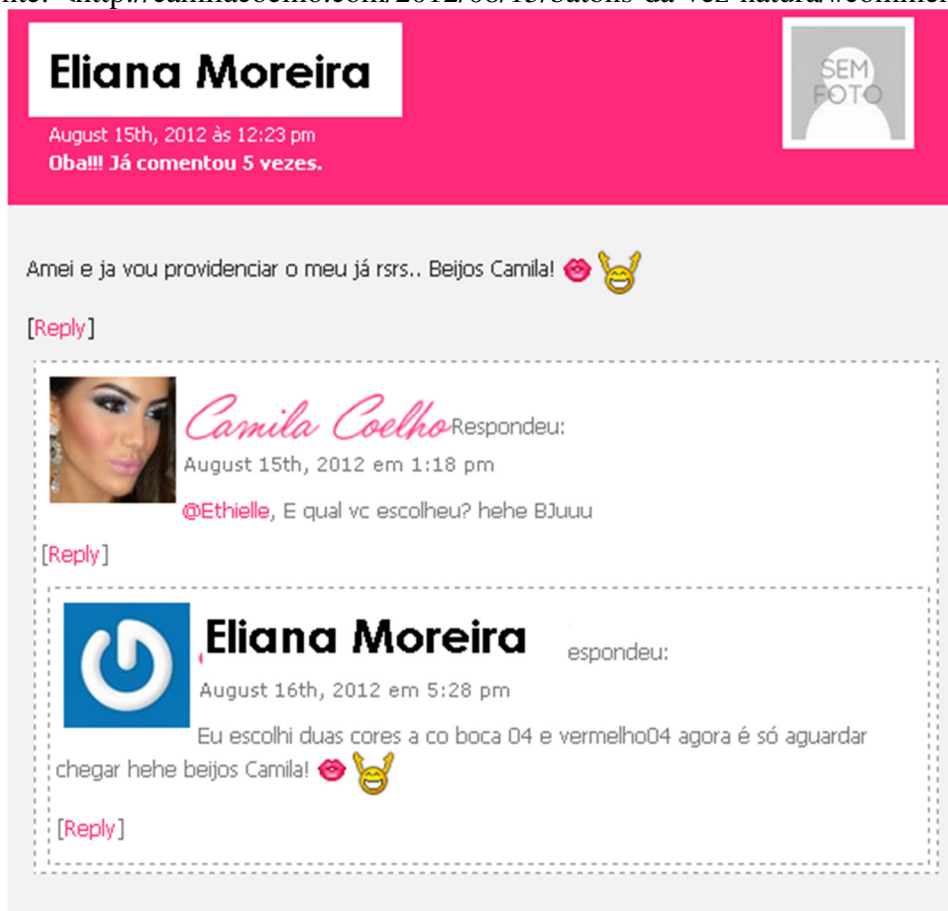 Eliana Moreira
SEM
FOTO
August 15th, 2012 às 12:23 pm
Oba!!! Já comentou 5 vezes.
Amei e ja vou providenciar o meu já rsrs.. Beijos Camila!
[Reply]
Camila Coelho Respondeu:
August 15th, 2012 em 1:18 pm
@Ethielle, E qual vc escolheu? hehe BJuuu
[Reply]
Eliana Moreira espondeu:
August 16th, 2012 em 5:28 pm
Eu escolhi duas cores a co boca 04 e vermelho04 agora é só aguardar
chegar hehe beijos Camila!
[Reply]